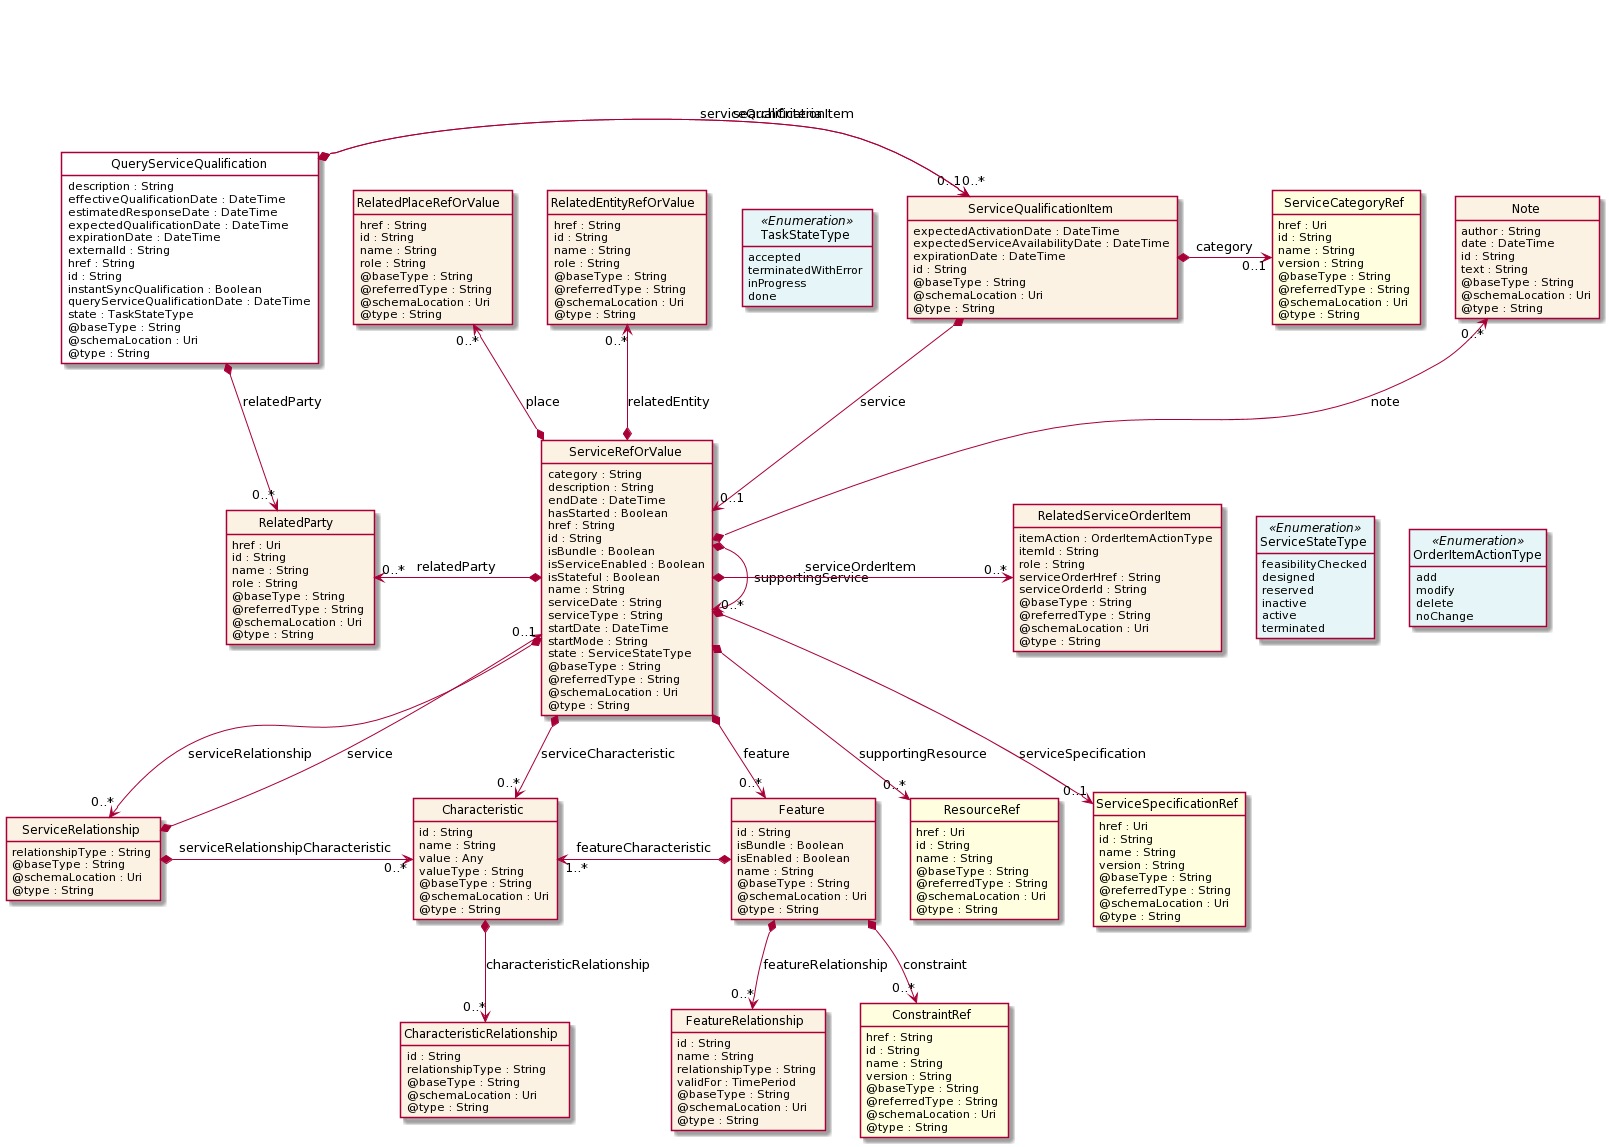 serviceQualificationItem
searchCriteria
QueryServiceQualification
description : String
effectiveQualificationDate : DateTime
estimatedResponseDate : DateTime
expectedQualificationDate : DateTime
expirationDate : DateTime
externalId : String
href : String
id : String
instantSyncQualification : Boolean
queryServiceQualificationDate : DateTime
state : TaskStateType
@baseType : String
@schemaLocation : Uri
@type : String
RelatedPlaceRefOrValue
href : String
id : String
name : String
role : String
@baseType : String
@referredType : String
@schemaLocation : Uri
@type : String
RelatedEntityRefOrValue
href : String
id : String
name : String
role : String
@baseType : String
@referredType : String
@schemaLocation : Uri
@type : String
«Enumeration»
TaskStateType
accepted
terminatedWithError
inProgress
done
0..1
0..*
ServiceQualificationItem
expectedActivationDate : DateTime
expectedServiceAvailabilityDate : DateTime
expirationDate : DateTime
id : String
@baseType : String
@schemaLocation : Uri
@type : String
category
0..1
ServiceCategoryRef
href : Uri
id : String
name : String
version : String
@baseType : String
@referredType : String
@schemaLocation : Uri
@type : String
Note
author : String
date : DateTime
id : String
text : String
@baseType : String
@schemaLocation : Uri
@type : String
0..*
0..*
0..*
relatedParty
place
relatedEntity
service
note
0..*
0..1
ServiceRefOrValue
category : String
description : String
endDate : DateTime
hasStarted : Boolean
href : String
id : String
isBundle : Boolean
isServiceEnabled : Boolean
isStateful : Boolean
name : String
serviceDate : String
serviceType : String
startDate : DateTime
startMode : String
state : ServiceStateType
@baseType : String
@referredType : String
@schemaLocation : Uri
@type : String
RelatedParty
href : Uri
id : String
name : String
role : String
@baseType : String
@referredType : String
@schemaLocation : Uri
@type : String
0..*
relatedParty
serviceOrderItem
0..*
supportingService
0..*
RelatedServiceOrderItem
itemAction : OrderItemActionType
itemId : String
role : String
serviceOrderHref : String
serviceOrderId : String
@baseType : String
@referredType : String
@schemaLocation : Uri
@type : String
«Enumeration»
ServiceStateType
feasibilityChecked
designed
reserved
inactive
active
terminated
«Enumeration»
OrderItemActionType
add
modify
delete
noChange
0..1
serviceRelationship
service
serviceCharacteristic
feature
supportingResource
serviceSpecification
0..*
0..*
0..*
0..*
0..1
ServiceRelationship
relationshipType : String
@baseType : String
@schemaLocation : Uri
@type : String
serviceRelationshipCharacteristic
0..*
Characteristic
id : String
name : String
value : Any
valueType : String
@baseType : String
@schemaLocation : Uri
@type : String
featureCharacteristic
1..*
Feature
id : String
isBundle : Boolean
isEnabled : Boolean
name : String
@baseType : String
@schemaLocation : Uri
@type : String
ResourceRef
href : Uri
id : String
name : String
@baseType : String
@referredType : String
@schemaLocation : Uri
@type : String
ServiceSpecificationRef
href : Uri
id : String
name : String
version : String
@baseType : String
@referredType : String
@schemaLocation : Uri
@type : String
characteristicRelationship
featureRelationship
constraint
0..*
0..*
0..*
CharacteristicRelationship
id : String
relationshipType : String
@baseType : String
@schemaLocation : Uri
@type : String
FeatureRelationship
id : String
name : String
relationshipType : String
validFor : TimePeriod
@baseType : String
@schemaLocation : Uri
@type : String
ConstraintRef
href : String
id : String
name : String
version : String
@baseType : String
@referredType : String
@schemaLocation : Uri
@type : String